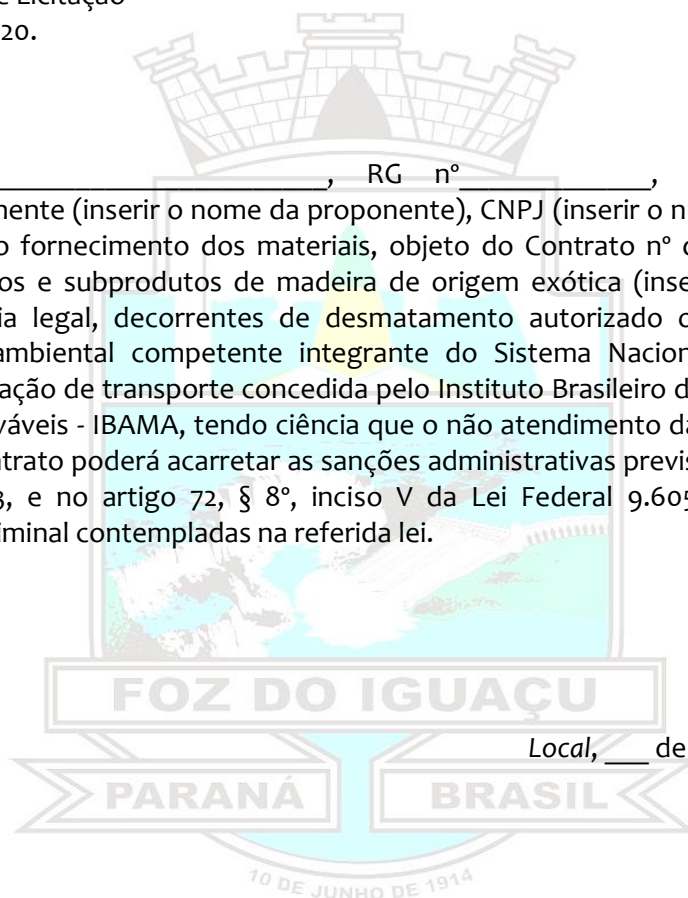 e Licitação
20.
, RG nº_____________,
nente (inserir o nome da proponente), CNPJ (inserir o n
o fornecimento dos materiais, objeto do Contrato nº
os e subprodutos de madeira de origem exótica (inse
ia legal, decorrentes de desmatamento autorizado
ambiental competente integrante do Sistema Nacion
ação de transporte concedida pelo Instituto Brasileiro d
váveis - IBAMA, tendo ciência que o não atendimento da
ntrato poderá acarretar as sanções administrativas previs
3, e no artigo 72, § 8º, inciso V da Lei Federal 9.605
iminal contempladas na referida lei.
FOZ DO IGUAÇU
Local, ___ de
PARANÁ BRASIL
10 DE JUNHO DE 1914